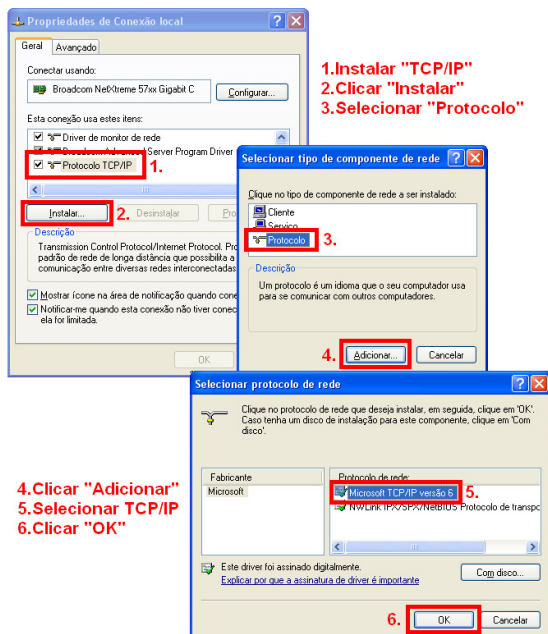 Propriedades de Conexão local
Geral
Avançado
Conectar usando:
Broadcom NetXtreme 57xx Gigabit C
Configurar...
Esta conexão usa estes itens:
Driver de monitor de rede
Broadcom Advanced Server Program Driver
Protocolo TCP/IP
1.
Instalar...
2.
Desinstalar
Descrição
Transmission Control Protocol/Internet Protocol.
padrão de rede de longa distância que possibilita a
comunicação entre diversas redes interconectadas
Mostrar ícone na área de notificação quando
Notificar-me quando esta conexão não tiver
ela for limitada.
OK
1.Instalar "TCP/IP"
2.Clicar "Instalar"
3.Selecionar "Protocolo"
Selecionar tipo de componente de rede
Clique no tipo de componente de rede a ser instalado:
Cliente
Serviço
Protocolo
3.
Descrição
Um protocolo é um idioma que o seu computador usa
para se comunicar com outros computadores.
4.
Adicionar...
Cancelar
Selecionar protocolo de rede
Clique no protocolo de rede que deseja instalar, em seguida, clique em 'OK'.
Caso tenha um disco de instalação para este componente, clique em 'Com
disco'.
Fabricante
Microsoft
Protocolo de rede:
Microsoft TCP/IP versão 6
5.
NWLink IPX/SPX/NetBIOS Protocolo de transpo
Este driver foi assinado digitalmente.
Explicar por que a assinatura de driver é importante
Com disco...
6.
OK
Cancelar
4.Clicar "Adicionar"
5.Selecionar TCP/IP
6.Clicar "OK"